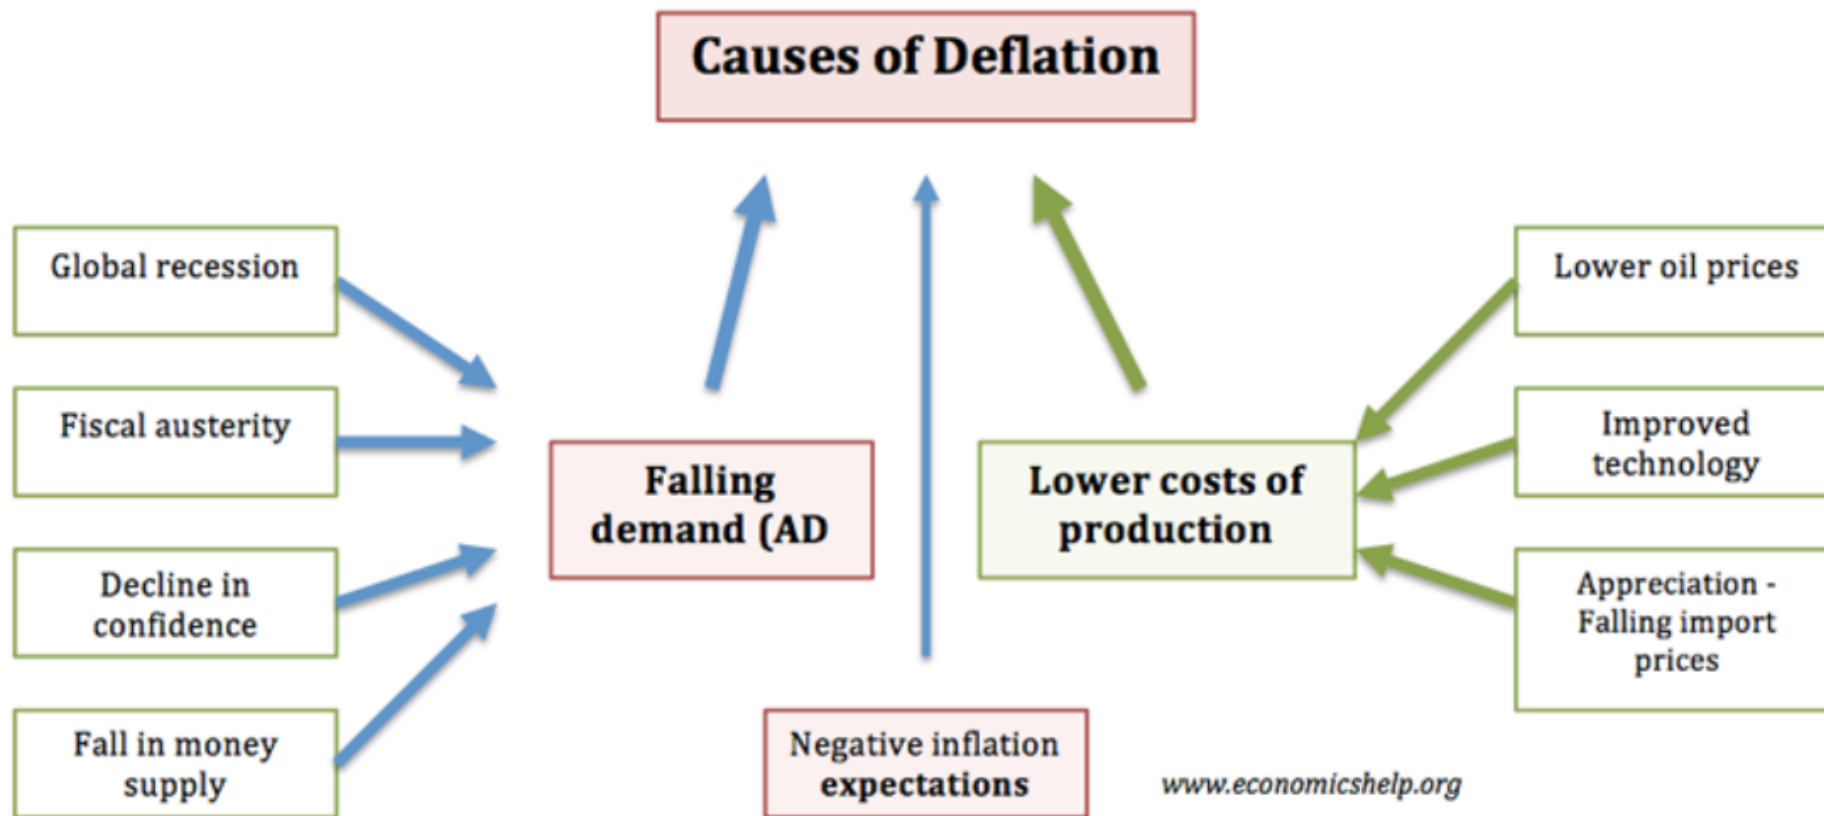 Causes of Deflation
Global recession
Fiscal austerity
Decline in
confidence
Fall in money
supply
Falling
demand (AD
Negative inflation
expectations
Lower costs of
production
Lower oil prices
Improved
technology
Appreciation -
Falling import
prices
www.economicshelp.org